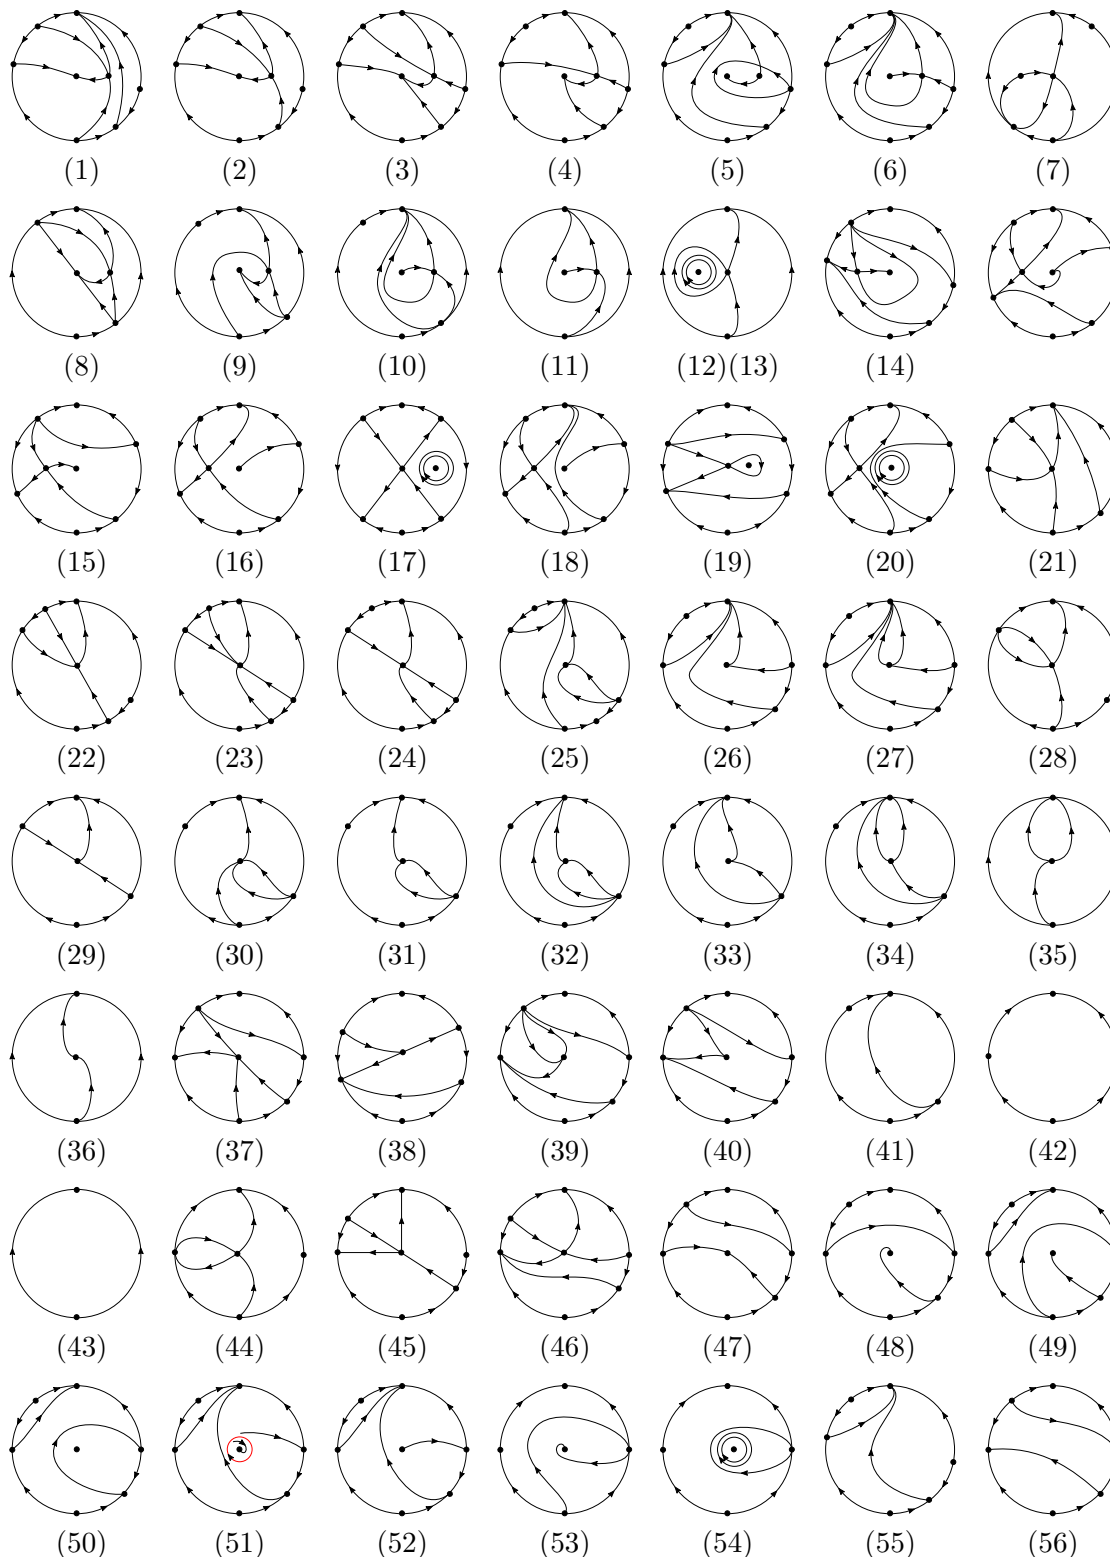 (1) (2) (3) (4) (5) (6) (7)
(8) (9) (10) (11) (12)(13) (14)
(15) (16) (17) (18) (19) (20) (21)
(22) (23) (24) (25) (26) (27) (28)
(29) (30) (31) (32) (33) (34) (35)
(36) (37) (38) (39) (40) (41) (42)
(43) (44) (45) (46) (47) (48) (49)
(50) (51) (52) (53) (54) (55) (56)